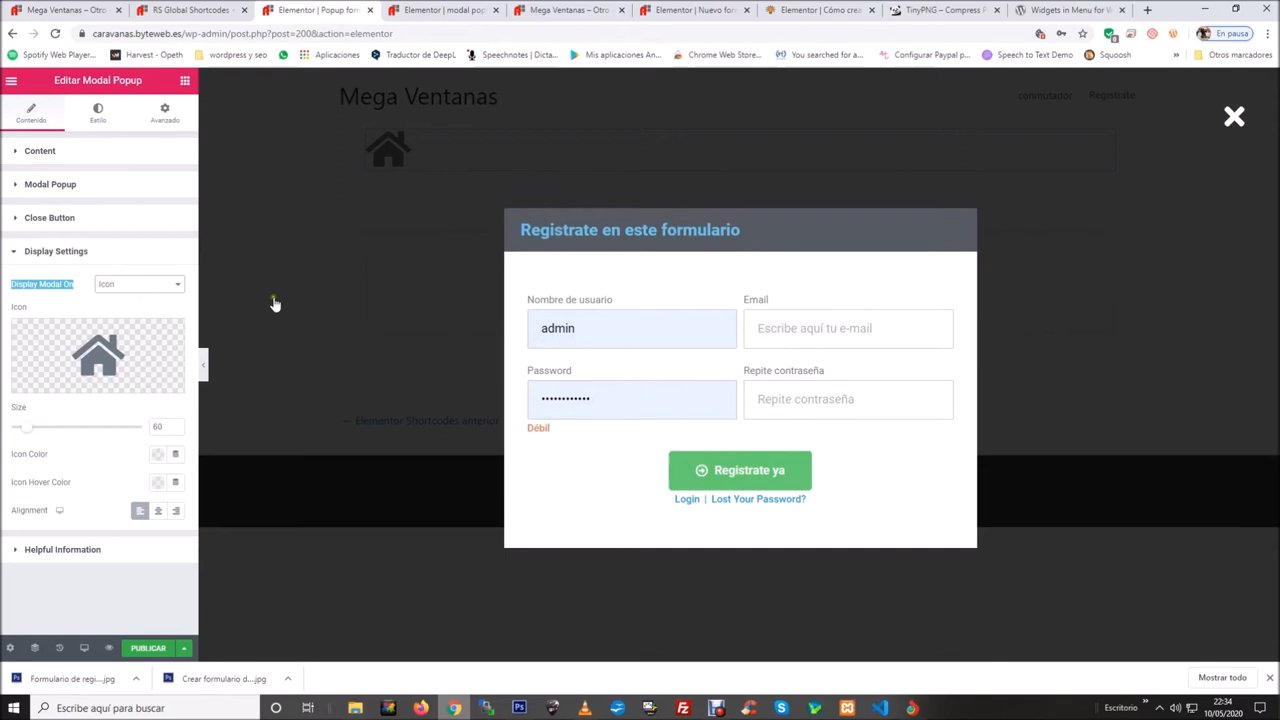 Mega Ventanas – Otro
RS Global Shortcodes
Elementor | Popup form
Elementor | modal pop
Mega Ventanas – Otro
Elementor | Nuevo form
Elementor | Cómo crea
TinyPNG – Compress P
Widgets in Menu for W
caravanas.byteweb.es/wp-admin/post.php?post=200&action=elementor
En pausa
Spotify Web Player...
Harvest - Opeth
wordpress y seo
Aplicaciones
Traductor de DeepL
Speechnotes | Dicta...
Mis aplicaciones An...
Chrome Web Store...
You searched for a...
Configurar Paypal p...
Speech to Text Demo
Squoosh
»
Otros marcadores
Editar Modal Popup
Contenido
Estilo
Avanzado
Content
Modal Popup
Close Button
Display Settings
Display Modal On
Icon
Icon
Size
60
Icon Color
Icon Hover Color
Alignment
Helpful Information
PUBLICAR
Mega Ventanas
conmutador
Registrate
Registrate en este formulario
Nombre de usuario
Email
admin
Escribe aquí tu e-mail
Password
Repite contraseña
••••••••••••
Repite contraseña
Débil
Registrate ya
Login | Lost Your Password?
← Elementor Shortcodes anterior
Formulario de regi....jpg
Crear formulario d....jpg
Mostrar todo
Escribe aquí para buscar
Escritorio
»
22:34
10/05/2020